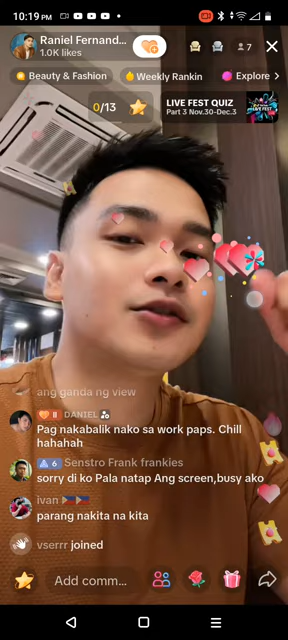 10:19 PM
Raniel Fernand...
1.0K likes
7
Beauty & Fashion
Weekly Rankin
Explore
0/13
LIVE FEST QUIZ
Part 3 Nov.30-Dec.3
ang ganda ng view
II DANIEL
Pag nakabalik nako sa work paps. Chill
hahahah
6 Senstro Frank frankies
sorry di ko Pala natap Ang screen,busy ako
ivan
parang nakita na kita
vserrr joined
Add comm...